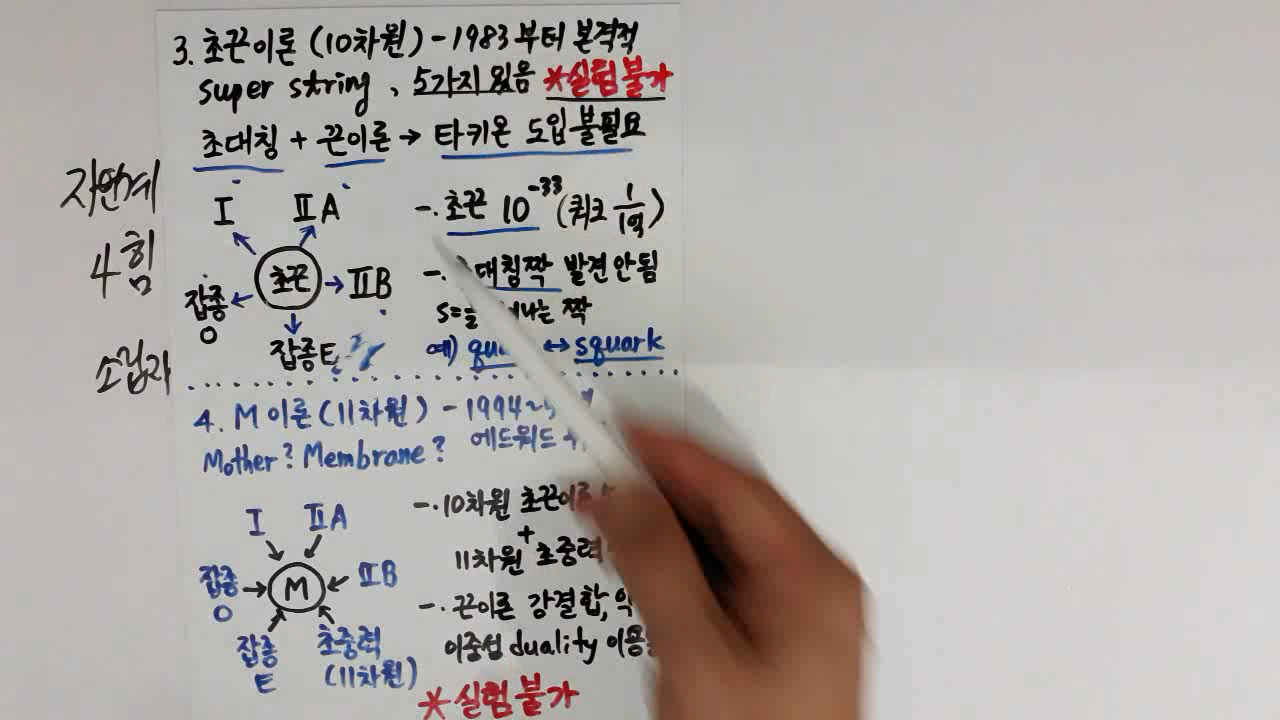 3. 초끈이론 (10차원) - 1983부터 본격적
super string, 5가지 있음 *실험불가
초대칭 + 끈이론 → 타키온 도입 불필요
자연계
4힘
소립자
I
ⅡA
초끈
ⅡB
잡종
O
잡종E
-. 초끈 10^-33 (쿼크 1/19)
-. 대칭짝 발견 안됨
짝
예) ↔ squark
4. M 이론 (11차원) - 1994~
Mother? Membrane? 에드워드
I
ⅡA
잡종
O
M
ⅡB
잡종
E
초중력
(11차원)
-. 10차원 초끈이론
+
11차원 초중력
-. 끈이론 강결합,
이중성 duality
*실험불가